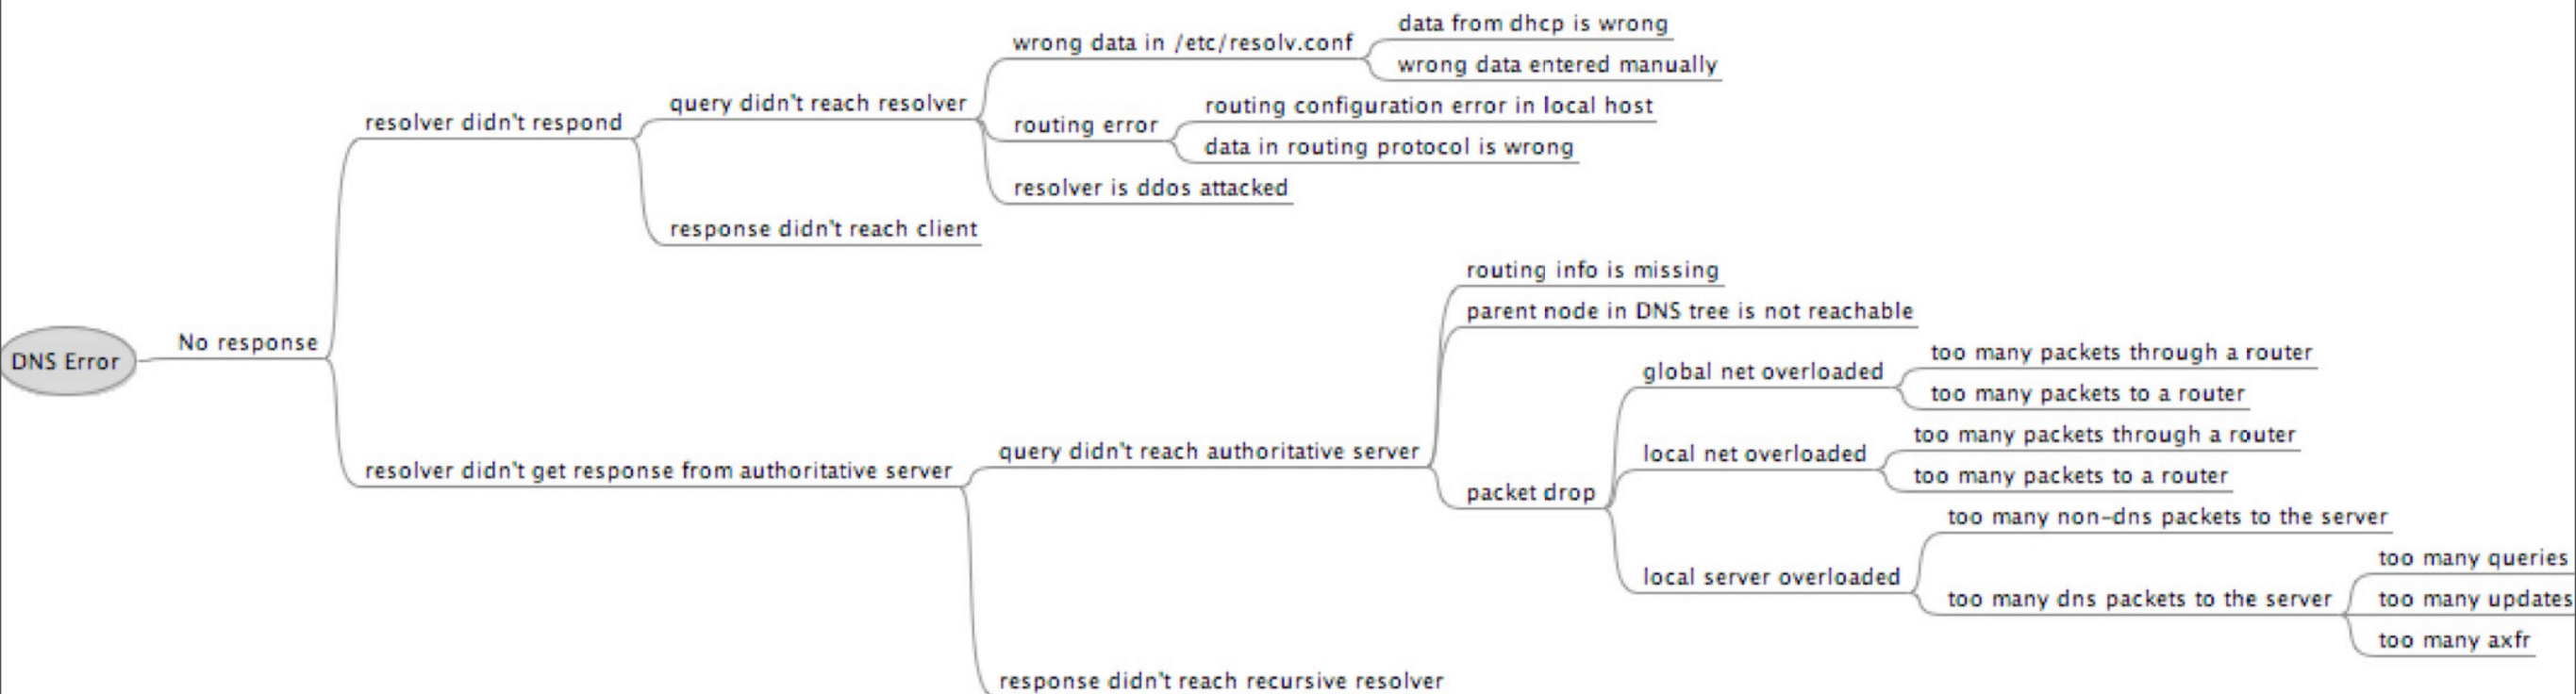 DNS Error
No response
resolver didn't respond
query didn't reach resolver
wrong data in /etc/resolv.conf
data from dhcp is wrong
wrong data entered manually
routing error
routing configuration error in local host
data in routing protocol is wrong
resolver is ddos attacked
response didn't reach client
resolver didn't get response from authoritative server
query didn't reach authoritative server
routing info is missing
parent node in DNS tree is not reachable
packet drop
global net overloaded
too many packets through a router
too many packets to a router
local net overloaded
too many packets through a router
too many packets to a router
local server overloaded
too many non-dns packets to the server
too many dns packets to the server
too many queries
too many updates
too many axfr
response didn't reach recursive resolver